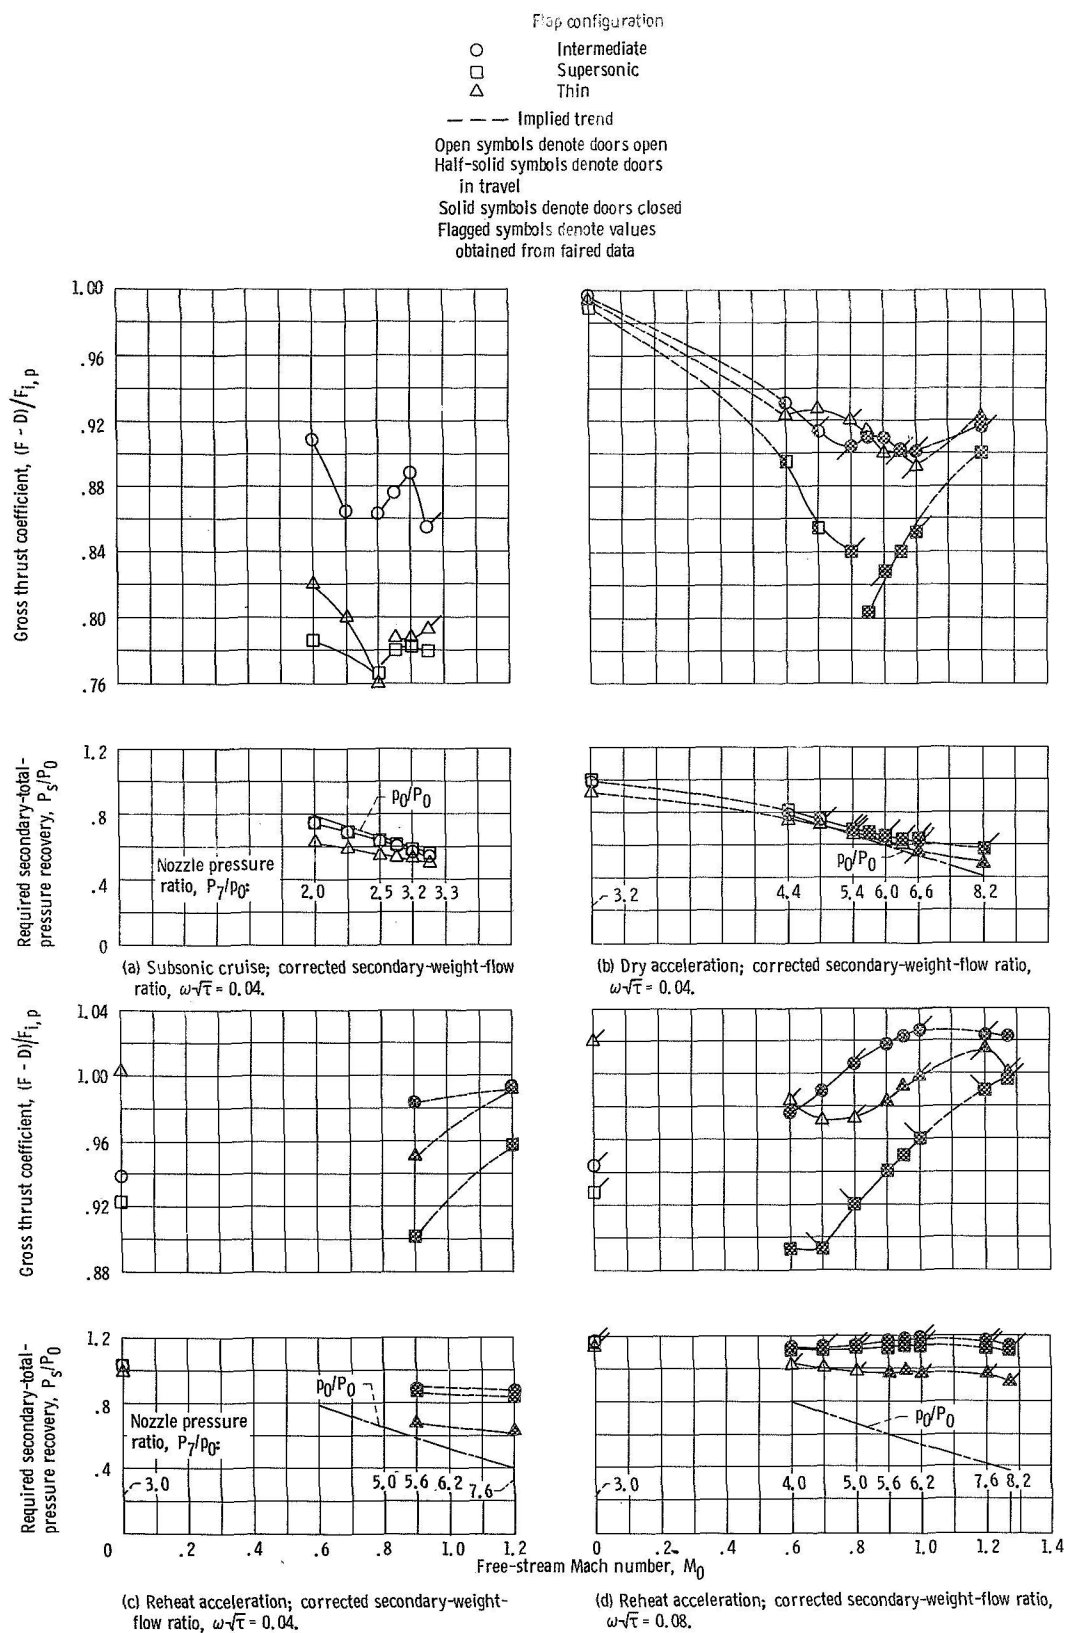 Flap configuration
Intermediate
Supersonic
Thin
Implied trend
Open symbols denote doors open
Half-solid symbols denote doors
in travel
Solid symbols denote doors closed
Flagged symbols denote values
obtained from faired data
Gross thrust coefficient, (F - D)/F_{i,p}
1.00
.96
.92
.88
.84
.80
.76
Required secondary-total-
pressure recovery, P_s/P_0
1.2
.8
.4
0
p_0/P_0
Nozzle pressure
ratio, P_7/p_0:
2.0 2.5 3.2 3.3
p_0/P_0
3.2 4.4 5.4 6.0 6.6 8.2
(a) Subsonic cruise; corrected secondary-weight-flow
ratio, ω√τ = 0.04.
(b) Dry acceleration; corrected secondary-weight-flow ratio,
ω√τ = 0.04.
Gross thrust coefficient, (F - D)/F_{i,p}
1.04
1.00
.96
.92
.88
Required secondary-total-
pressure recovery, P_s/P_0
1.2
.8
.4
p_0/P_0
Nozzle pressure
ratio, P_7/p_0:
3.0 5.0 5.6 6.2 7.6
p_0/P_0
3.0 4.0 5.0 5.6 6.2 7.6 8.2
0 .2 .4 .6 .8 1.0 1.2 0 .2 .4 .6 .8 1.0 1.2 1.4
Free-stream Mach number, M_0
(c) Reheat acceleration; corrected secondary-weight-
flow ratio, ω√τ = 0.04.
(d) Reheat acceleration; corrected secondary-weight-flow ratio,
ω√τ = 0.08.